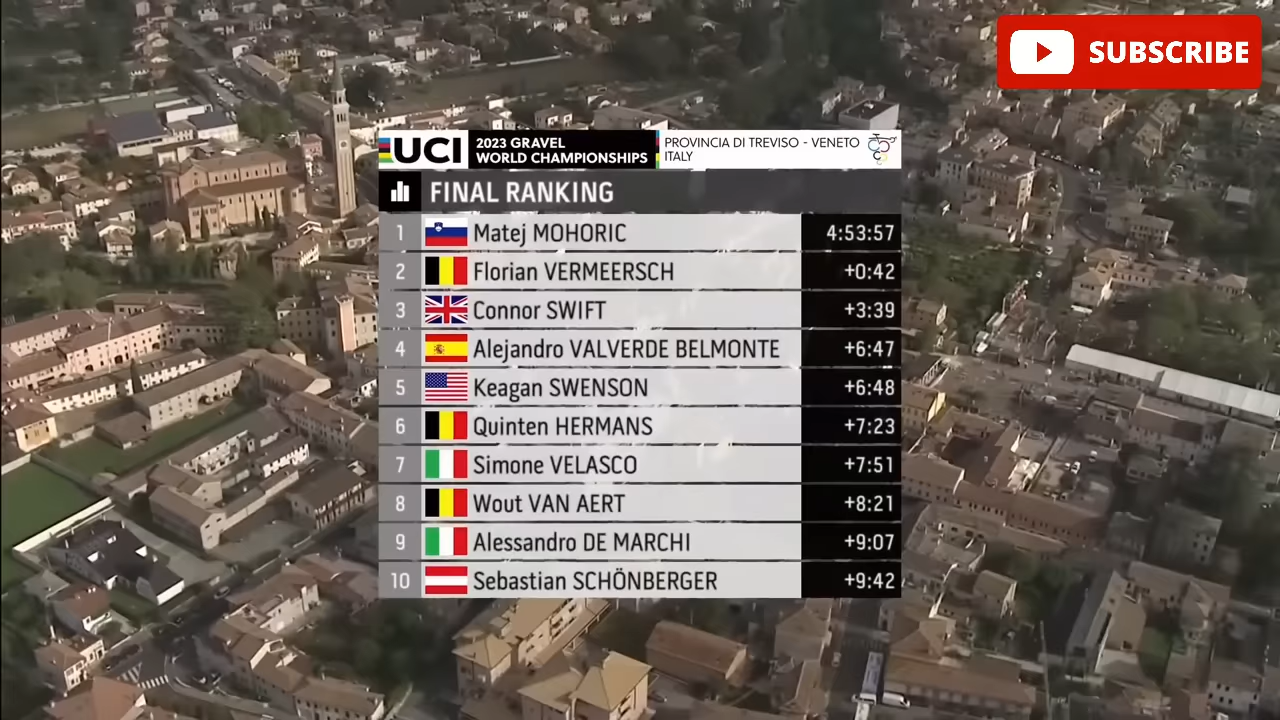 SUBSCRIBE
UCI 2023 GRAVEL WORLD CHAMPIONSHIPS
PROVINCIA DI TREVISO - VENETO ITALY
FINAL RANKING
1 Matej MOHORIC 4:53:57
2 Florian VERMEERSCH +0:42
3 Connor SWIFT +3:39
4 Alejandro VALVERDE BELMONTE +6:47
5 Keagan SWENSON +6:48
6 Quinten HERMANS +7:23
7 Simone VELASCO +7:51
8 Wout VAN AERT +8:21
9 Alessandro DE MARCHI +9:07
10 Sebastian SCHÖNBERGER +9:42